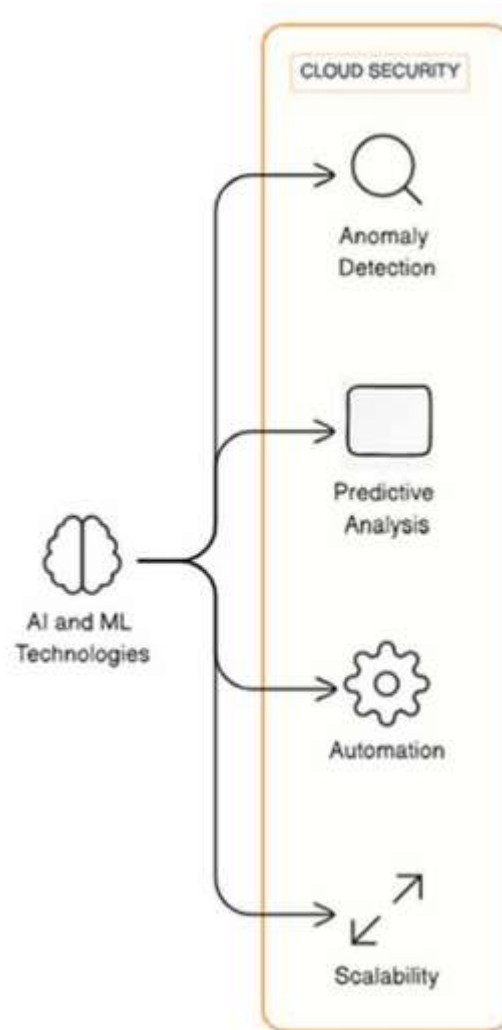 CLOUD SECURITY
Anomaly
Detection
Predictive
Analysis
AI and ML
Technologies
Automation
Scalability